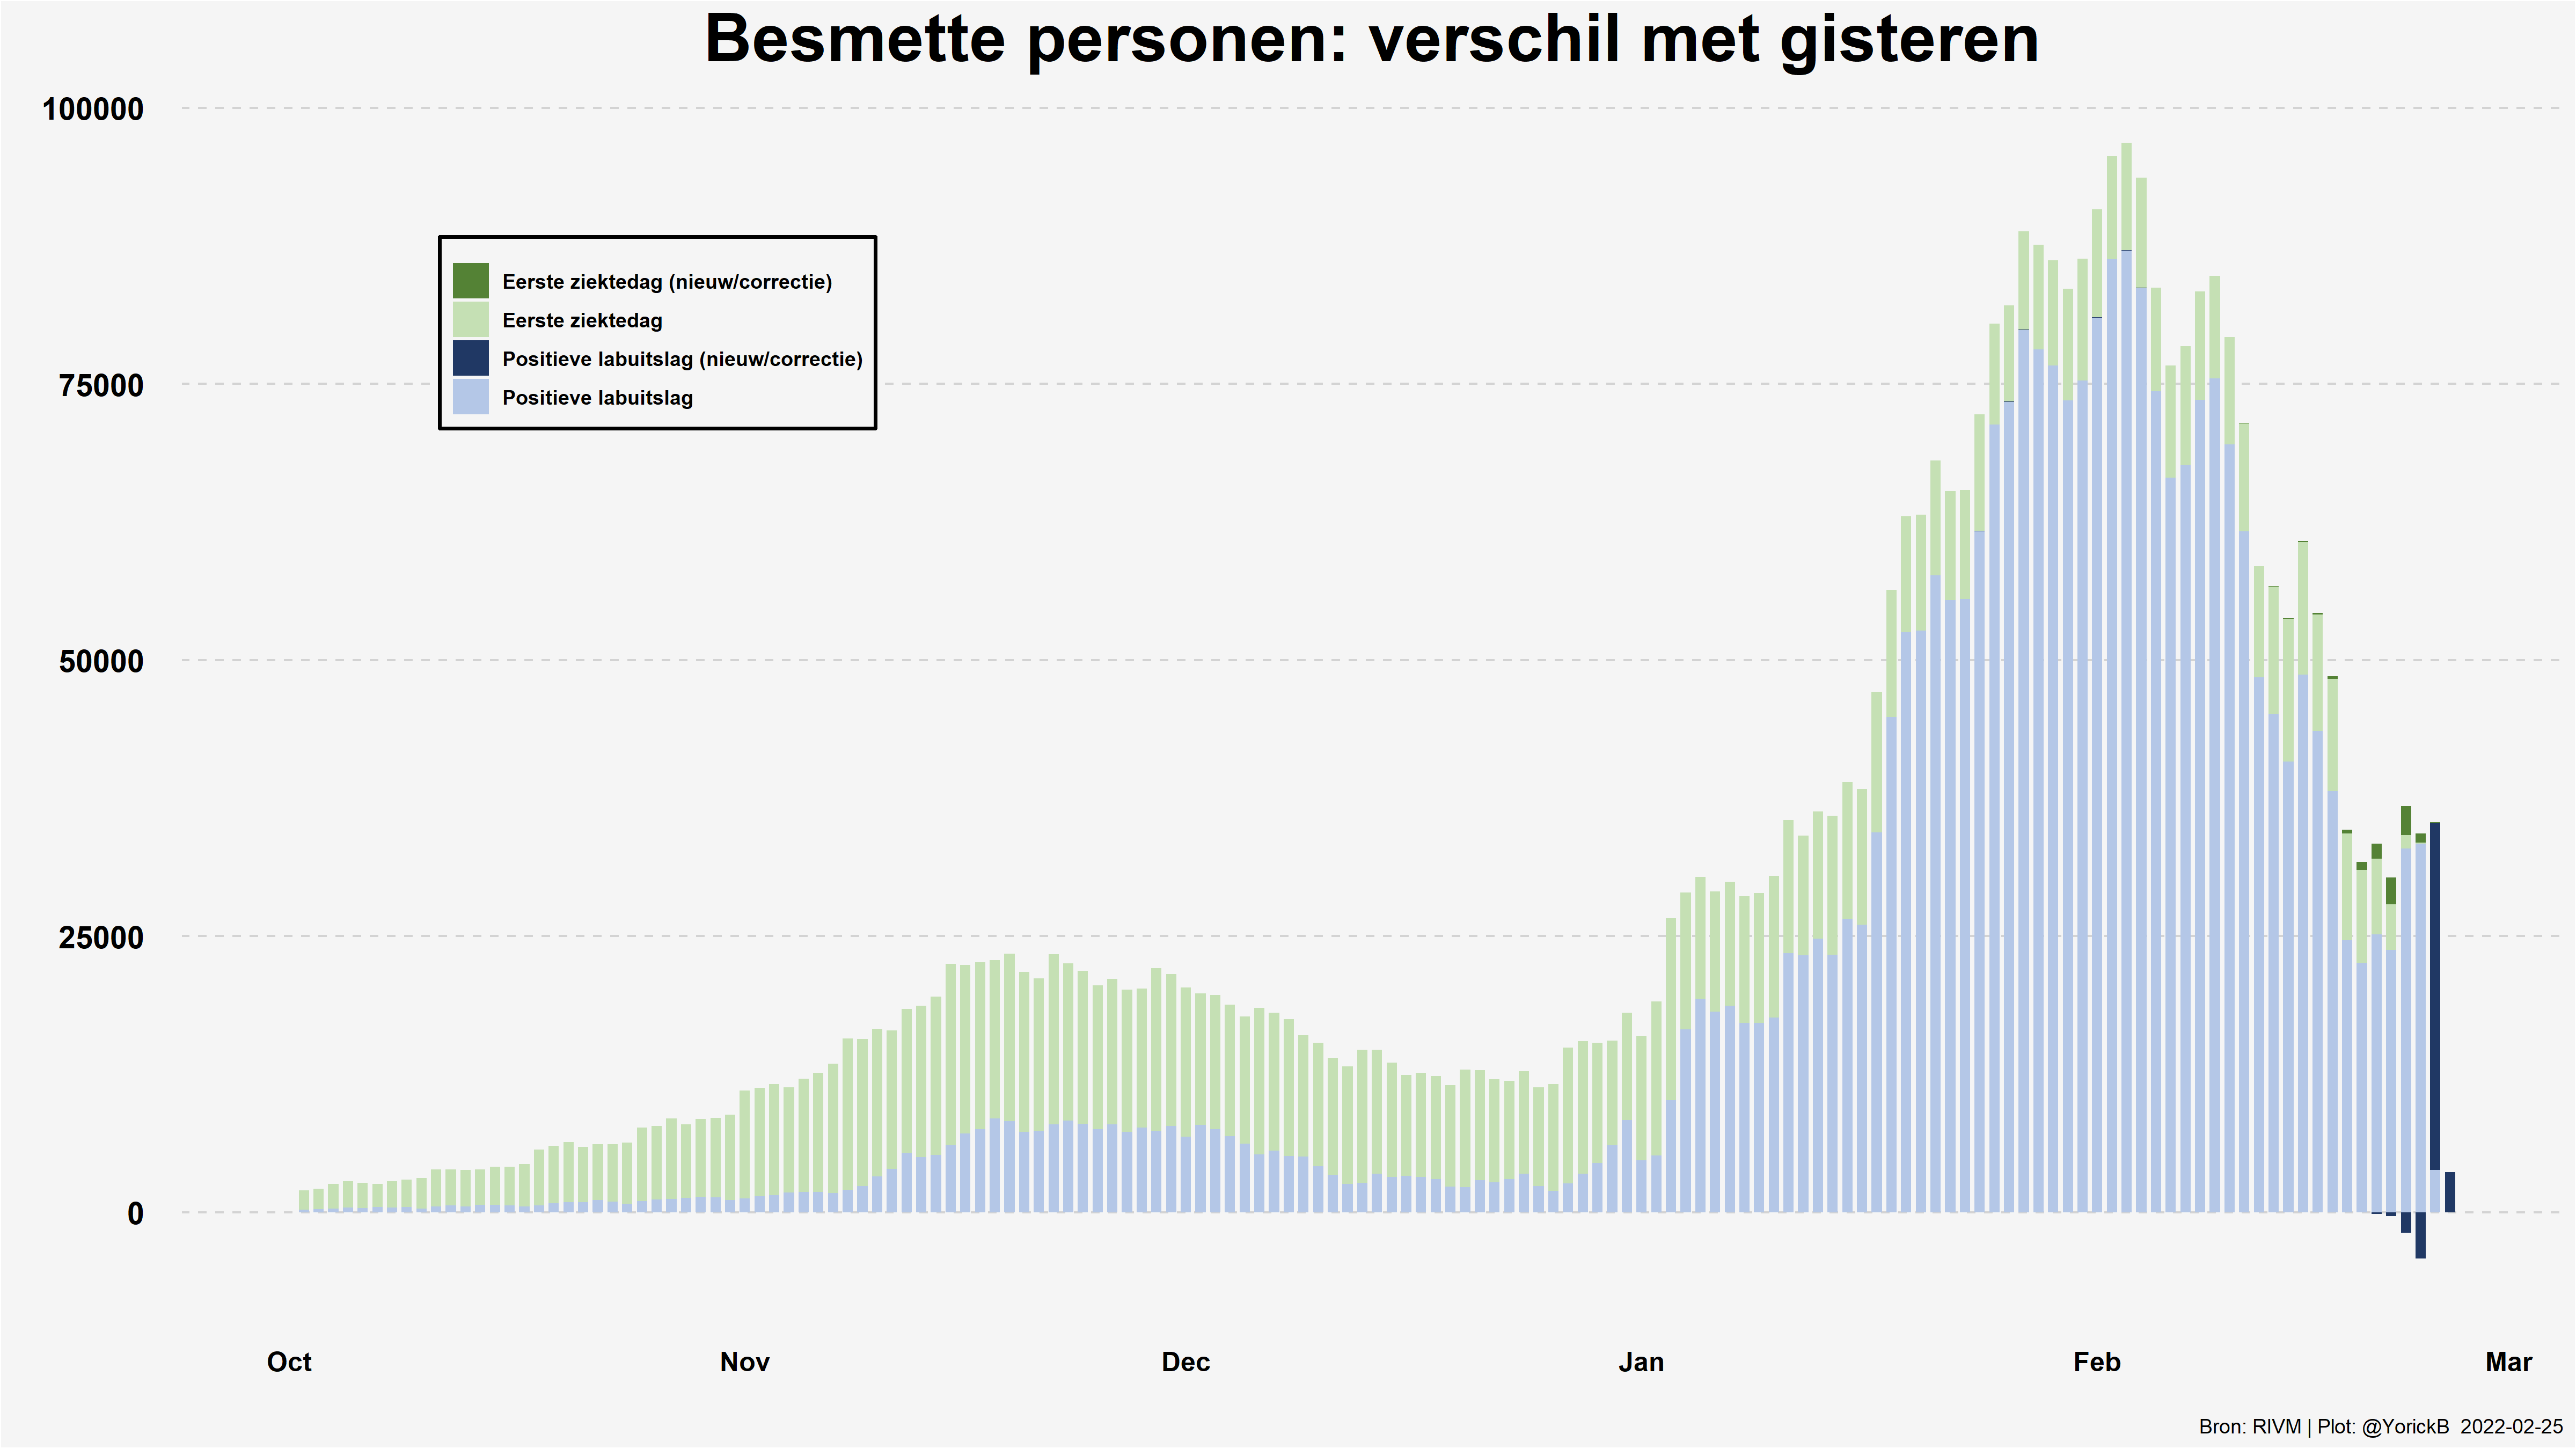 Besmette personen: verschil met gisteren
100000
75000
50000
25000
0
Eerste ziektedag (nieuw/correctie)
Eerste ziektedag
Positieve labuitslag (nieuw/correctie)
Positieve labuitslag
Oct Nov Dec Jan Feb Mar
Bron: RIVM | Plot: @YorickB 2022-02-25